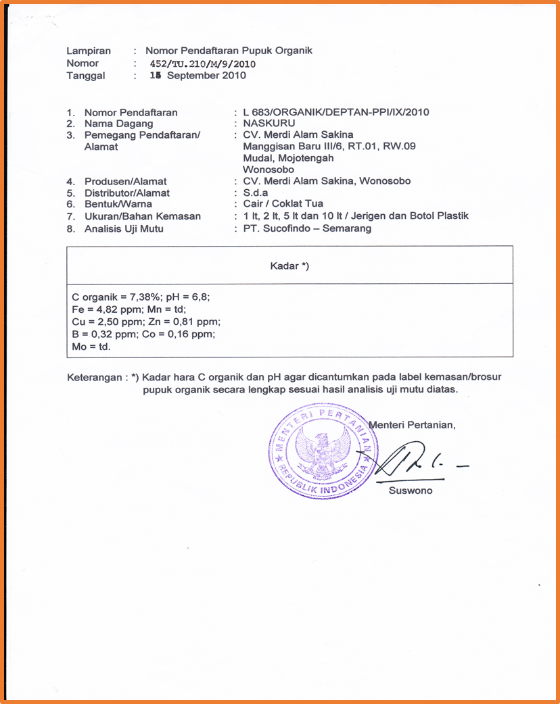 Lampiran : Nomor Pendaftaran Pupuk Organik
Nomor : 452/TU.210/M/9/2010
Tanggal : September 2010
1. Nomor Pendaftaran : L 683/ORGANIK/DEPTAN-PPI/IX/2010
2. Nama Dagang : NASKURU
3. Pemegang Pendaftaran/ : CV. Merdi Alam Sakina
Alamat Manggisan Baru III/6, RT.01, RW.09
Mudal, Mojotengah
Wonosobo
4. Produsen/Alamat : CV. Merdi Alam Sakina, Wonosobo
5. Distributor/Alamat : S.d.a
6. Bentuk/Warna : Cair / Coklat Tua
7. Ukuran/Bahan Kemasan : 1 lt, 2 lt, 5 lt dan 10 lt / Jerigen dan Botol Plastik
8. Analisis Uji Mutu : PT. Sucofindo – Semarang
Kadar *)
C organik = 7,38%; pH = 6,8;
Fe = 4,82 ppm; Mn = td;
Cu = 2,50 ppm; Zn = 0,81 ppm;
B = 0,32 ppm; Co = 0,16 ppm;
Mo = td.
Keterangan : *) Kadar hara C organik dan pH agar dicantumkan pada label kemasan/brosur
pupuk organik secara lengkap sesuai hasil analisis uji mutu diatas.
Menteri Pertanian,
MENTERI PERTANIAN
REPUBLIK INDONESIA
Suswono